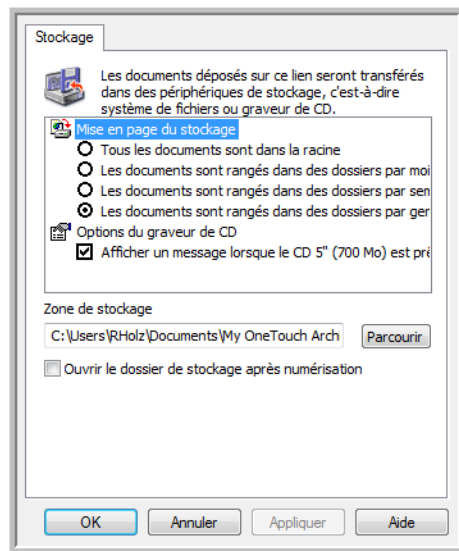 Stockage
Les documents déposés sur ce lien seront transférés
dans des périphériques de stockage, c'est-à-dire
système de fichiers ou graveur de CD.
Mise en page du stockage
Tous les documents sont dans la racine
Les documents sont rangés dans des dossiers par moi
Les documents sont rangés dans des dossiers par sem
Les documents sont rangés dans des dossiers par ger
Options du graveur de CD
Afficher un message lorsque le CD 5" (700 Mo) est pré
Zone de stockage
C:\Users\RHolz\Documents\My OneTouch Arch
Parcourir
Ouvrir le dossier de stockage après numérisation
OK
Annuler
Appliquer
Aide